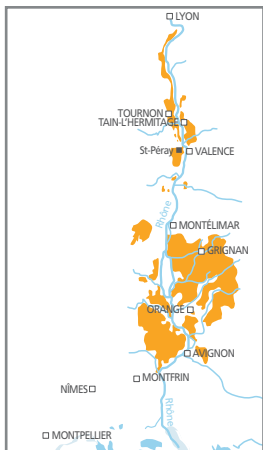 LYON
TOURNON
TAIN-L'HERMITAGE
St-Péray
VALENCE
Rhône
MONTÉLIMAR
GRIGNAN
ORANGE
AVIGNON
MONTFRIN
NÎMES
Rhône
MONTPELLIER